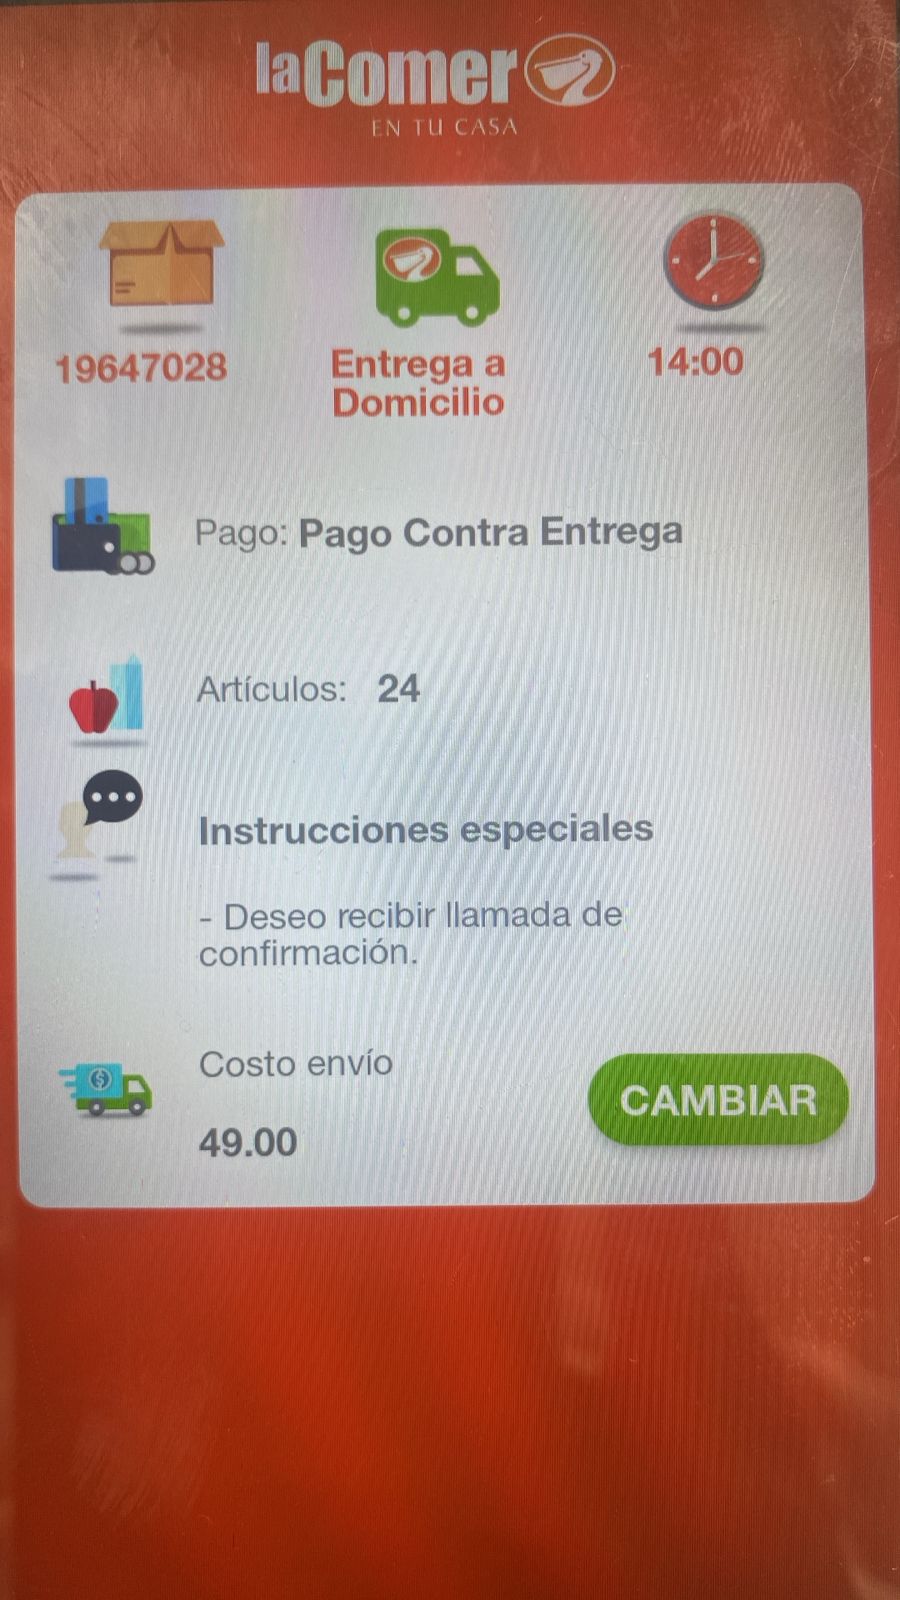 laComer
EN TU CASA
19647028
Entrega a
Domicilio
14:00
Pago: Pago Contra Entrega
Artículos: 24
Instrucciones especiales
- Deseo recibir llamada de
confirmación.
Costo envío
49.00
CAMBIAR